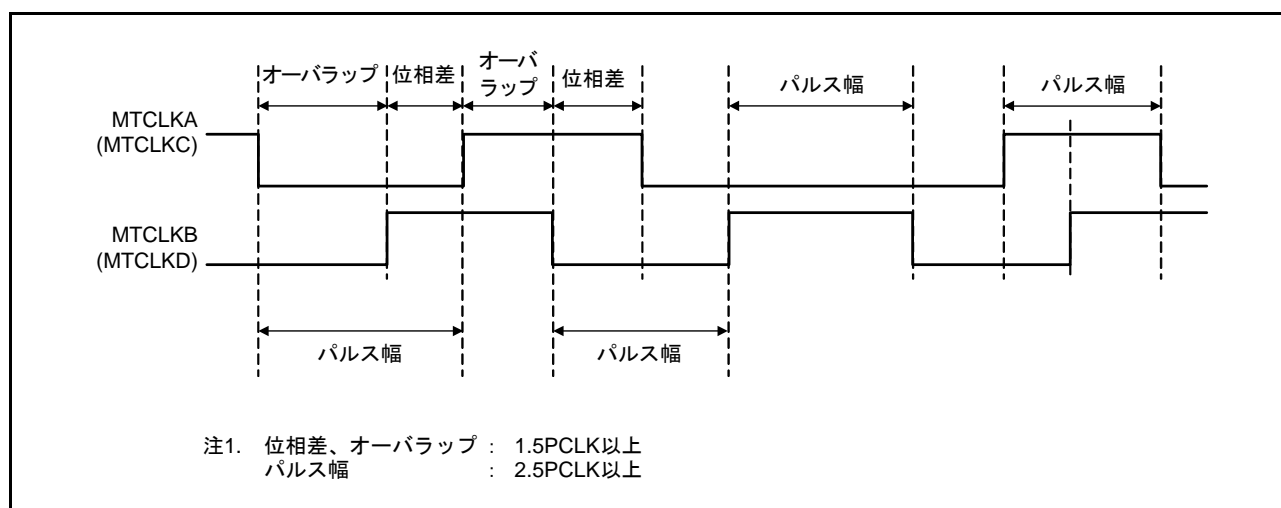 オーバラップ
位相差
オーバ
ラップ
位相差
パルス幅
パルス幅
MTCLKA
(MTCLKC)
MTCLKB
(MTCLKD)
パルス幅
パルス幅
注1. 位相差、オーバラップ : 1.5PCLK以上
パルス幅 : 2.5PCLK以上